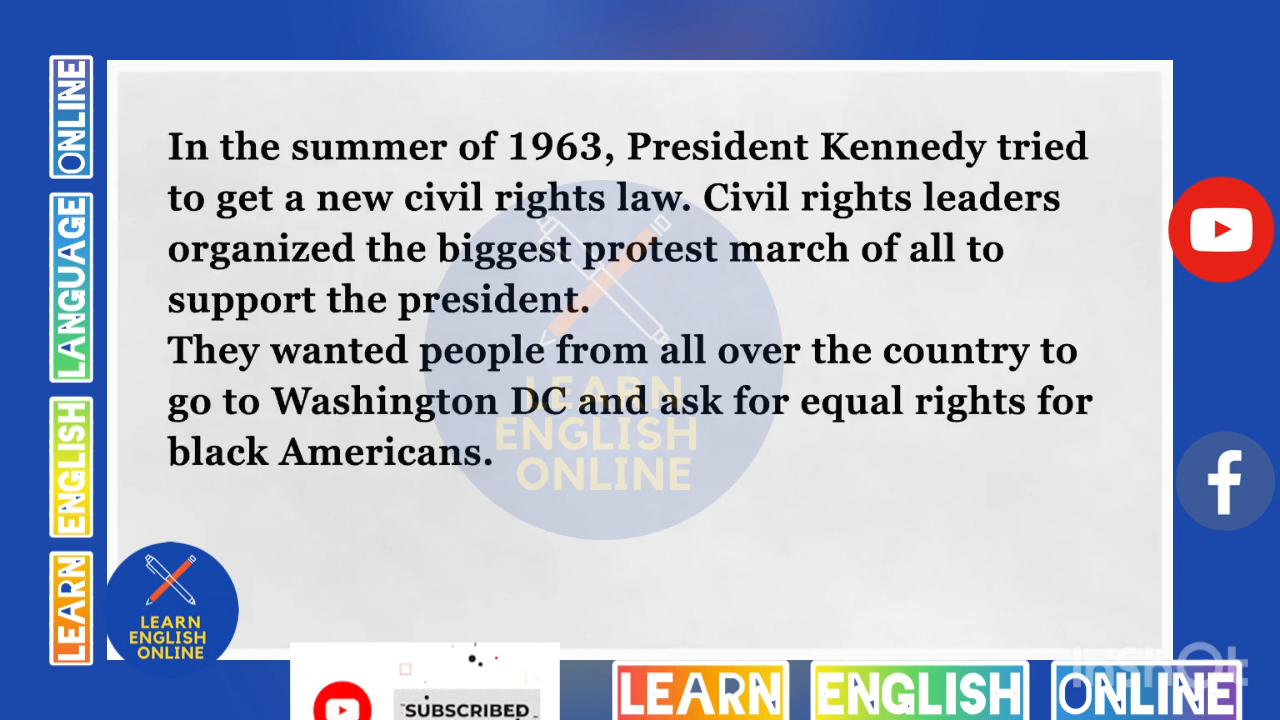 In the summer of 1963, President Kennedy tried
to get a new civil rights law. Civil rights leaders
organized the biggest protest march of all to
support the president.
They wanted people from all over the country to
go to Washington DC and ask for equal rights for
black Americans.
LEARN
ENGLISH
ONLINE
LEARN ENGLISH LANGUAGE ONLINE
LEARN
ENGLISH
ONLINE
SUBSCRIBED
LEARN ENGLISH ONLINE
InShOt